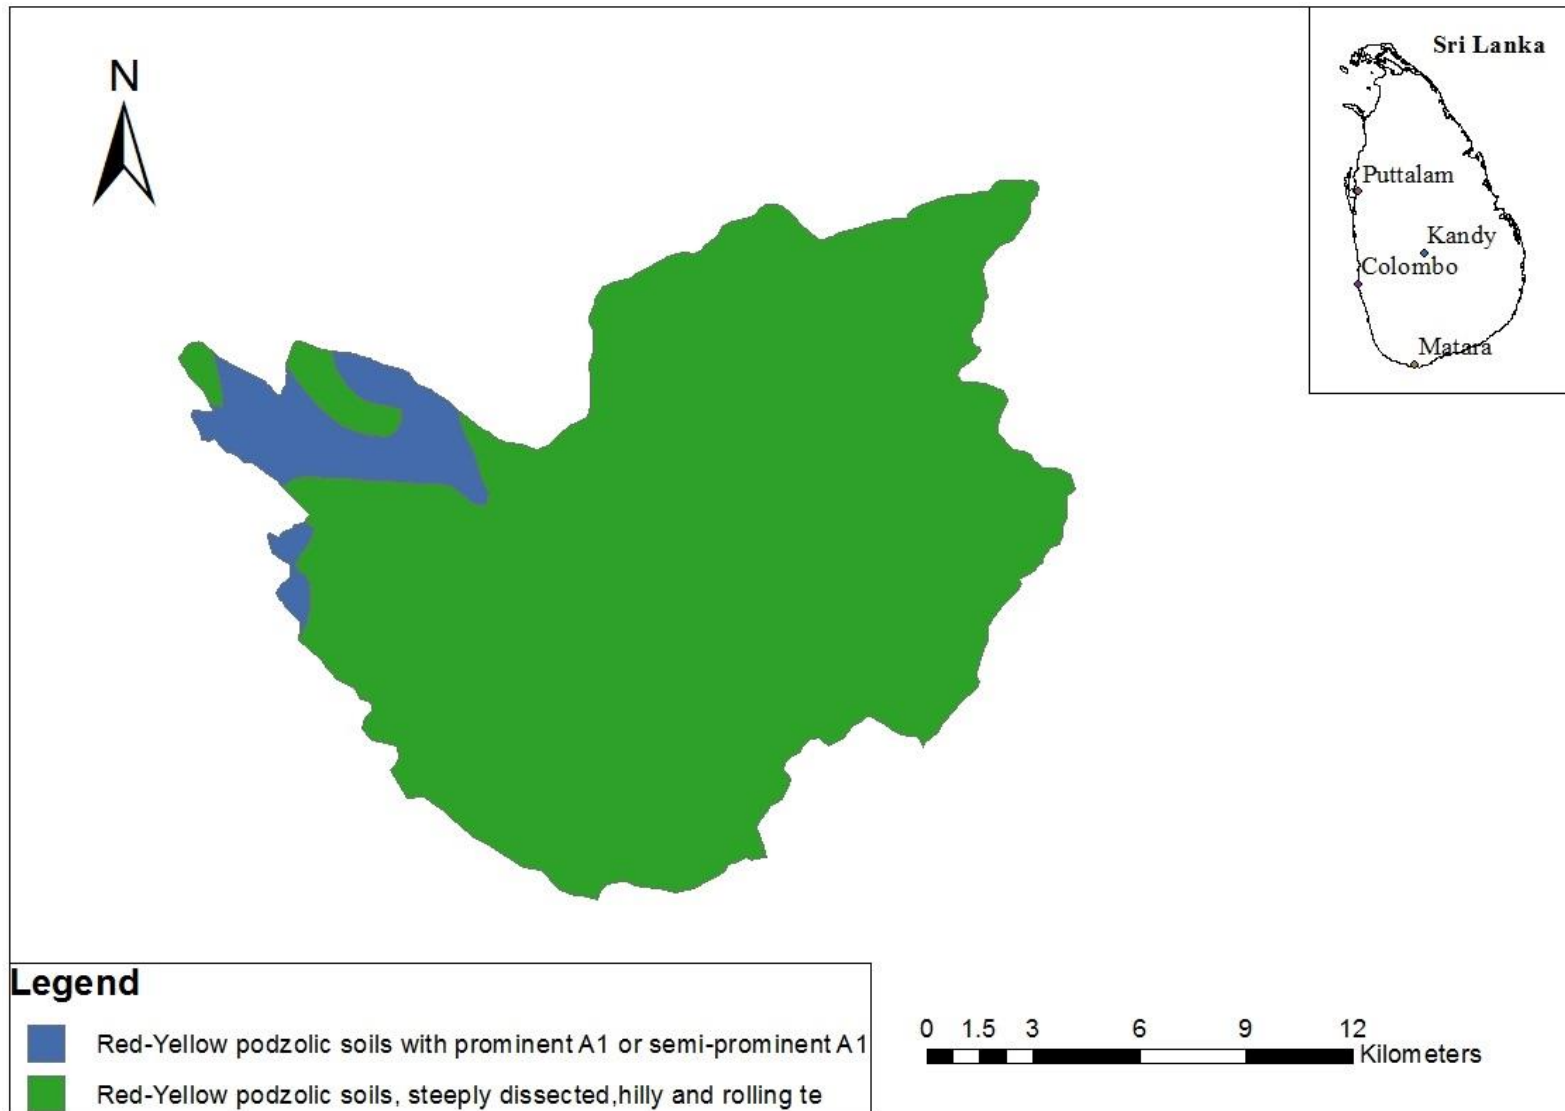 N
Sri Lanka
Puttalam
Kandy
Colombo
Matara
Legend
Red-Yellow podzolic soils with prominent A1 or semi-prominent A1
Red-Yellow podzolic soils, steeply dissected,hilly and rolling te
0 1.5 3 6 9 12
Kilometers